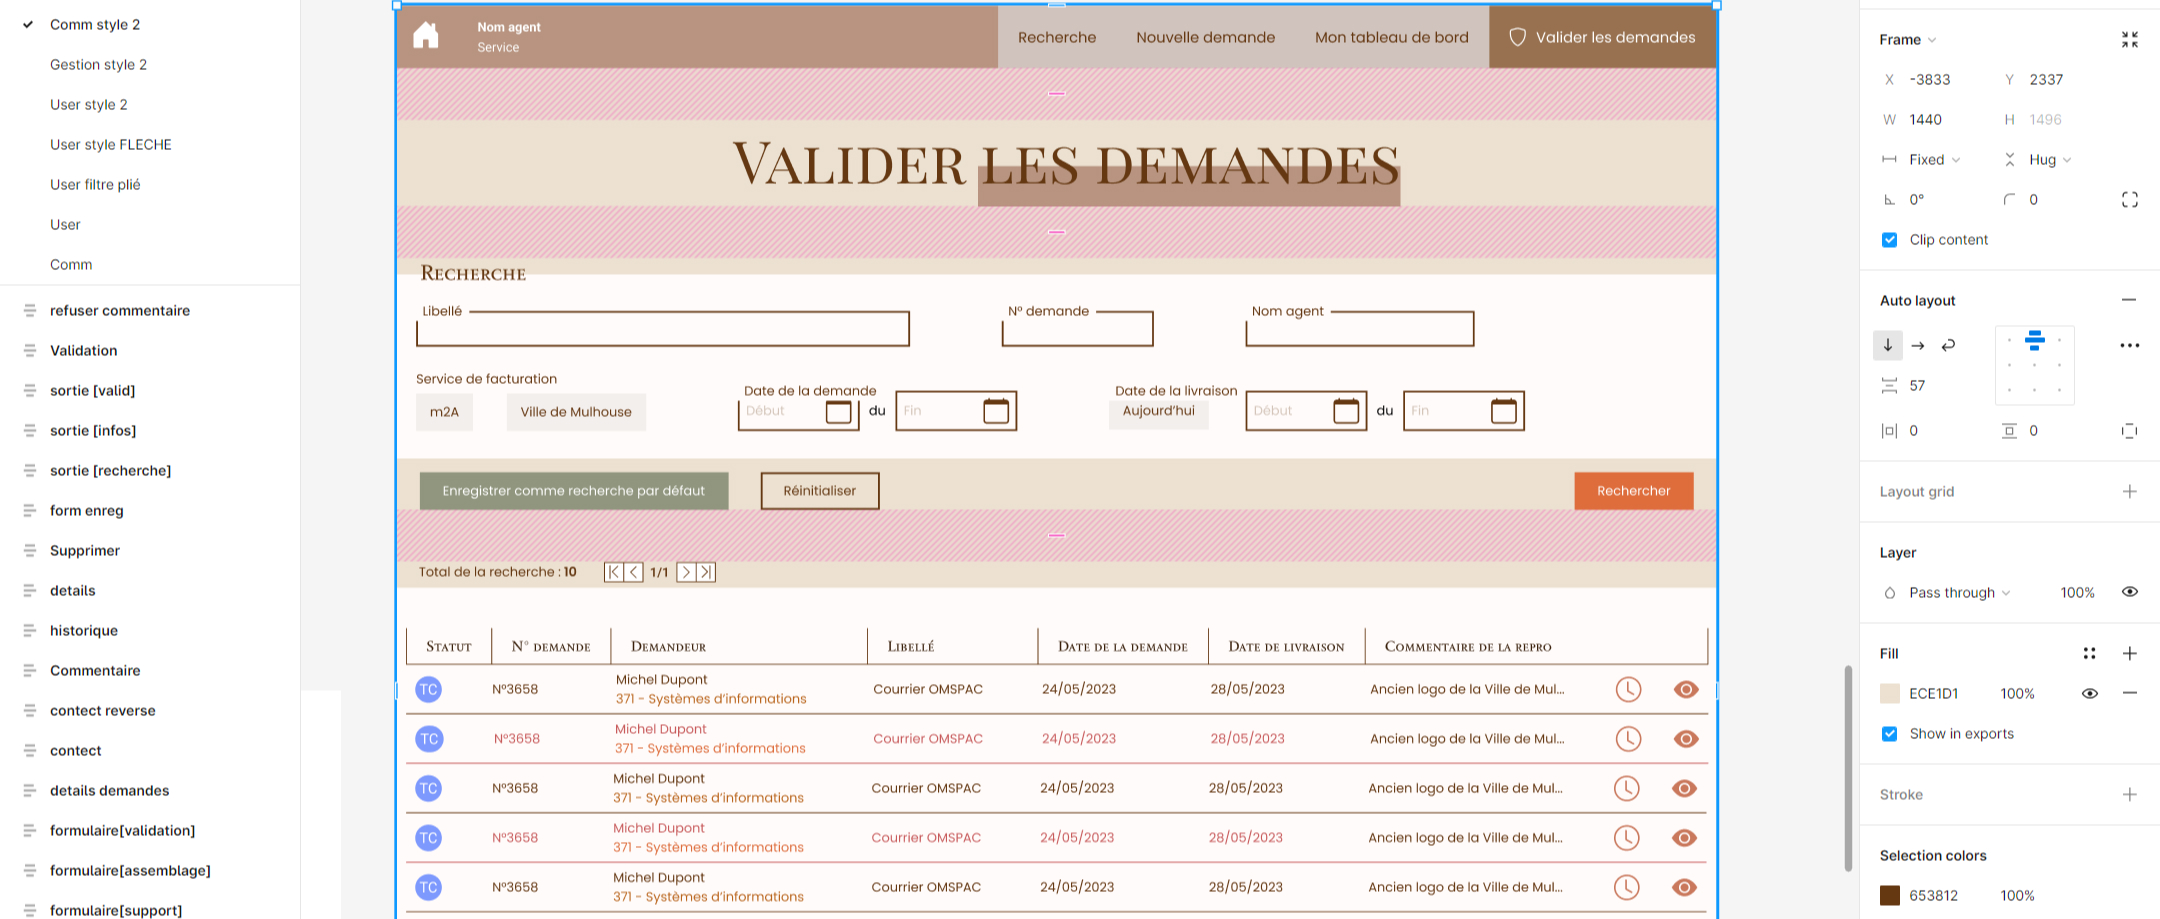 Comm style 2
Gestion style 2
User style 2
User style FLECHE
User filtre plié
User
Comm
refuser commentaire
Validation
sortie [valid]
sortie [infos]
sortie [recherche]
form enreg
Supprimer
details
historique
Commentaire
contect reverse
contect
details demandes
formulaire[validation]
formulaire[assemblage]
formulaire[support]
Nom agent
Service
Recherche Nouvelle demande Mon tableau de bord Valider les demandes
Valider les demandes
Recherche
Libellé N° demande Nom agent
Service de facturation Date de la demande Date de la livraison
m2A Ville de Mulhouse Début du Fin Aujourd'hui Début du Fin
Enregistrer comme recherche par défaut Réinitialiser Rechercher
Total de la recherche : 10 1/1
Statut N° demande Demandeur Libellé Date de la demande Date de livraison Commentaire de la repro
TC N°3658 Michel Dupont Courrier OMSPAC 24/05/2023 28/05/2023 Ancien logo de la Ville de Mul...
371 - Systèmes d'informations
TC N°3658 Michel Dupont Courrier OMSPAC 24/05/2023 28/05/2023 Ancien logo de la Ville de Mul...
371 - Systèmes d'informations
TC N°3658 Michel Dupont Courrier OMSPAC 24/05/2023 28/05/2023 Ancien logo de la Ville de Mul...
371 - Systèmes d'informations
TC N°3658 Michel Dupont Courrier OMSPAC 24/05/2023 28/05/2023 Ancien logo de la Ville de Mul...
371 - Systèmes d'informations
TC N°3658 Michel Dupont Courrier OMSPAC 24/05/2023 28/05/2023 Ancien logo de la Ville de Mul...
371 - Systèmes d'informations
Frame
X -3833 Y 2337
W 1440 H 1496
Fixed Hug
0° 0
Clip content
Auto layout
57
0 0
Layout grid
Layer
Pass through 100%
Fill
ECE1D1 100%
Show in exports
Stroke
Selection colors
653812 100%